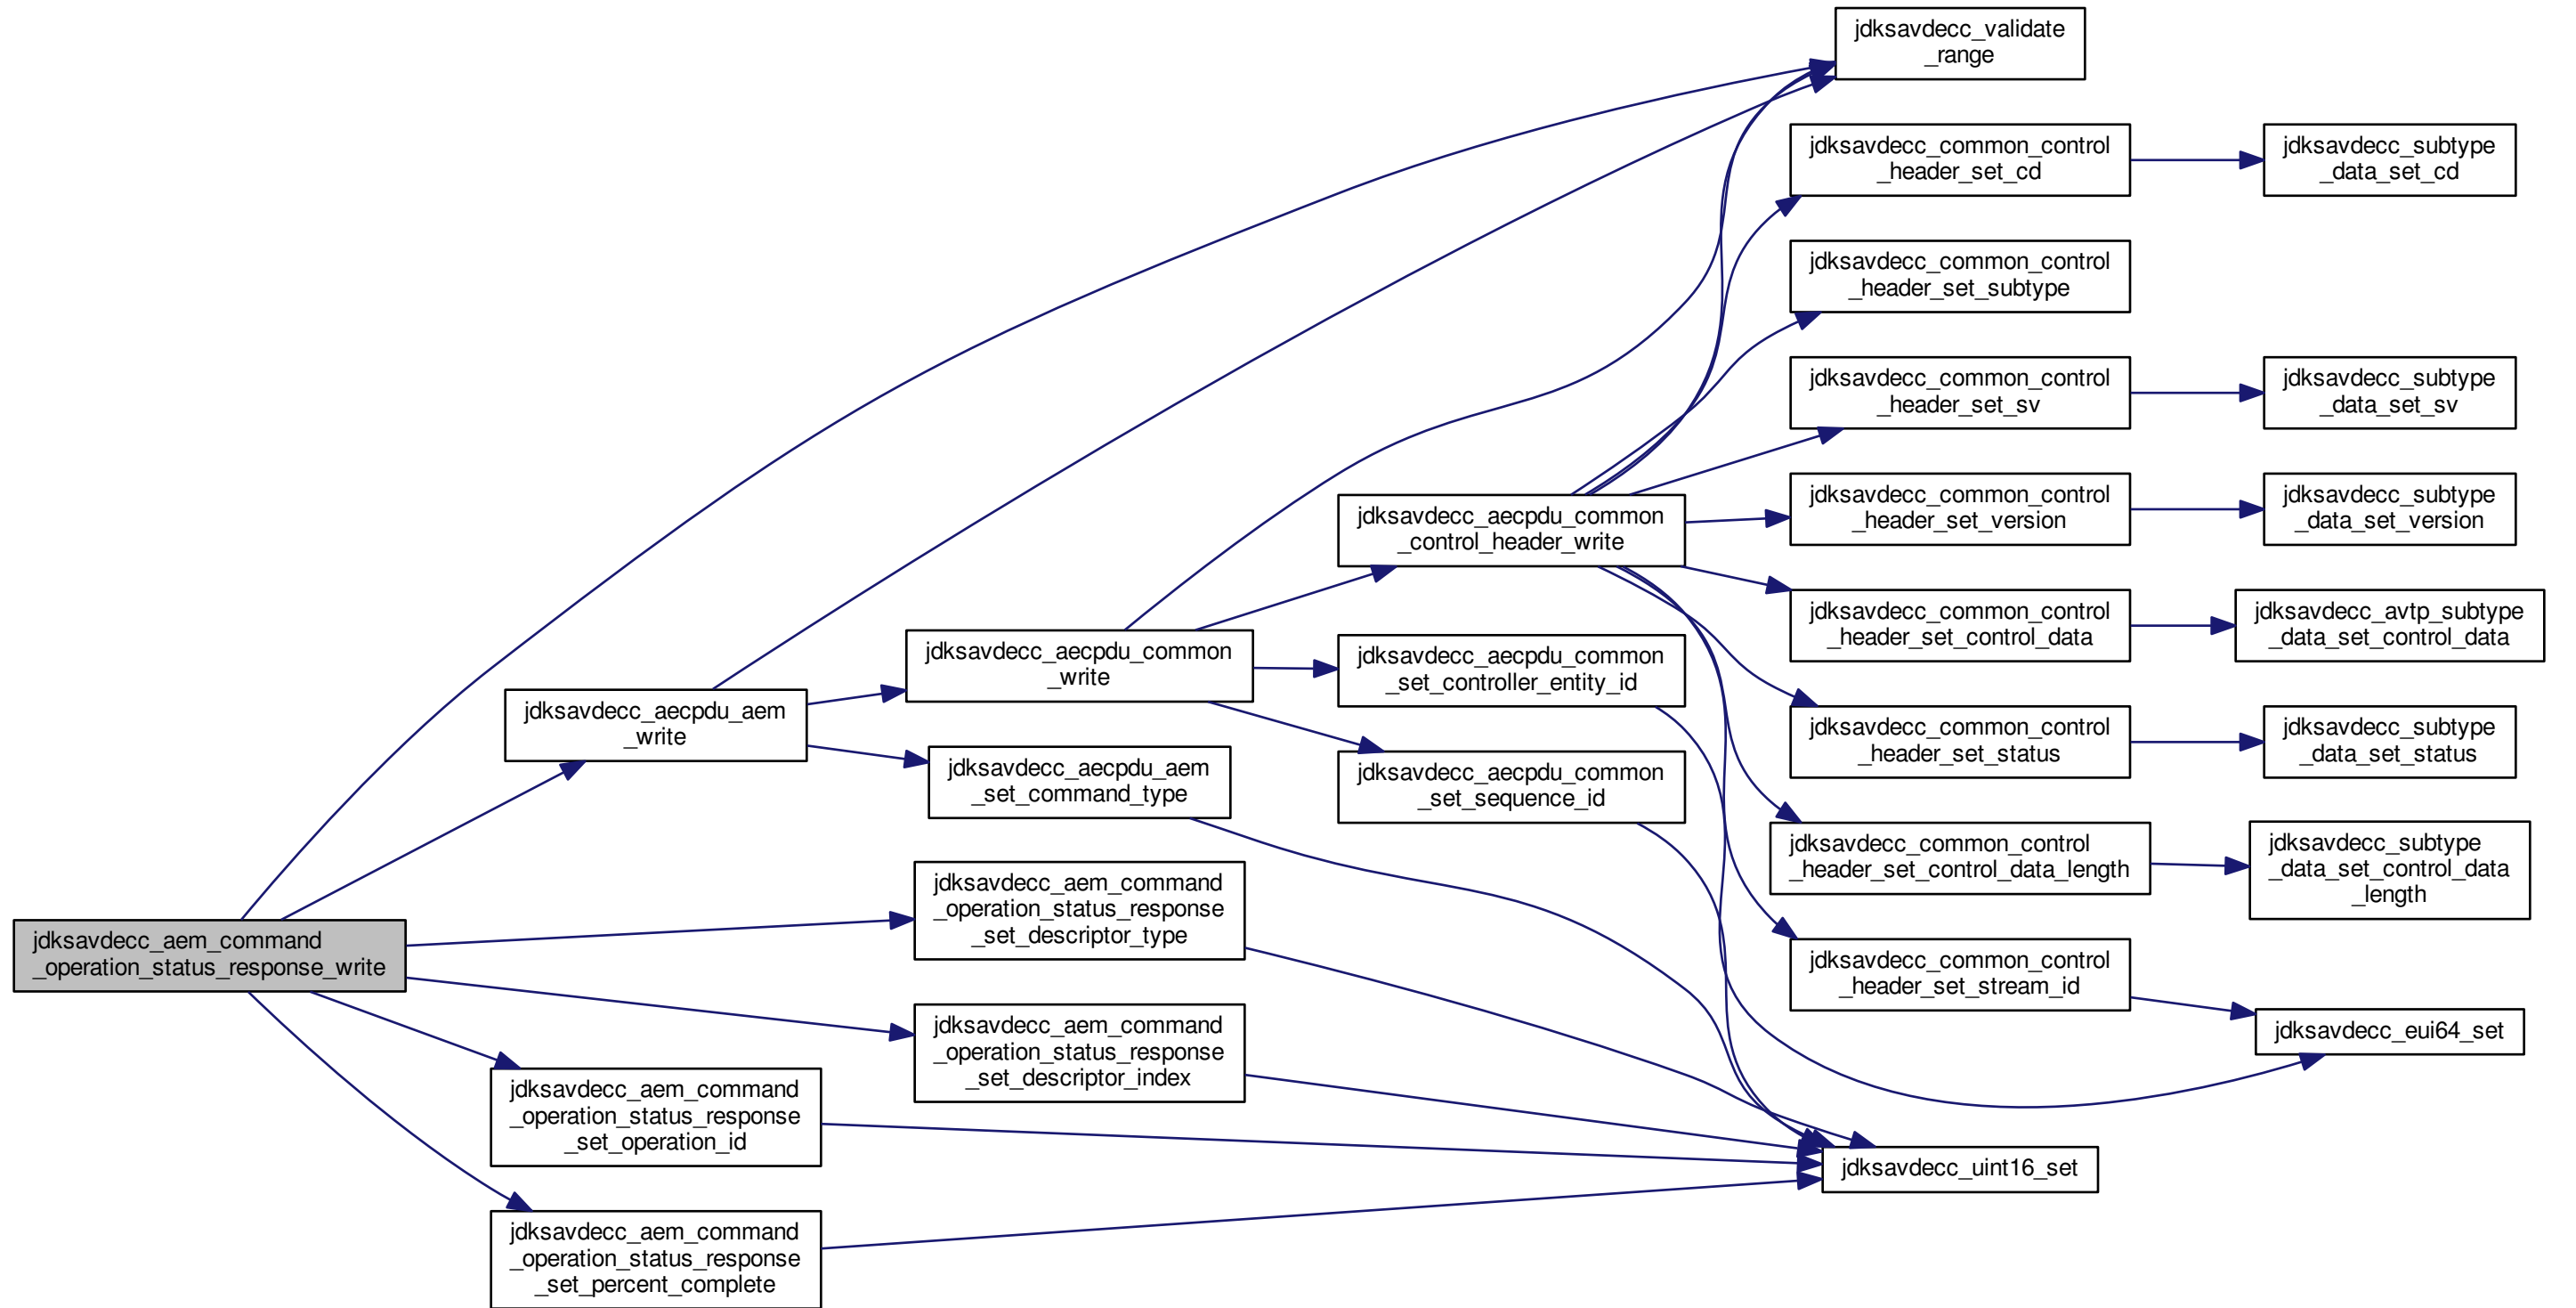 jdksavdecc_aem_command
_operation_status_response_write
jdksavdecc_aecpdu_aem
_write
jdksavdecc_aem_command
_operation_status_response
_set_operation_id
jdksavdecc_aem_command
_operation_status_response
_set_percent_complete
jdksavdecc_aecpdu_common
_write
jdksavdecc_aecpdu_aem
_set_command_type
jdksavdecc_aem_command
_operation_status_response
_set_descriptor_type
jdksavdecc_aem_command
_operation_status_response
_set_descriptor_index
jdksavdecc_aecpdu_common
_control_header_write
jdksavdecc_aecpdu_common
_set_controller_entity_id
jdksavdecc_aecpdu_common
_set_sequence_id
jdksavdecc_validate
_range
jdksavdecc_common_control
_header_set_cd
jdksavdecc_common_control
_header_set_subtype
jdksavdecc_common_control
_header_set_sv
jdksavdecc_common_control
_header_set_version
jdksavdecc_common_control
_header_set_control_data
jdksavdecc_common_control
_header_set_status
jdksavdecc_common_control
_header_set_control_data_length
jdksavdecc_common_control
_header_set_stream_id
jdksavdecc_uint16_set
jdksavdecc_subtype
_data_set_cd
jdksavdecc_subtype
_data_set_sv
jdksavdecc_subtype
_data_set_version
jdksavdecc_avtp_subtype
_data_set_control_data
jdksavdecc_subtype
_data_set_status
jdksavdecc_subtype
_data_set_control_data
_length
jdksavdecc_eui64_set